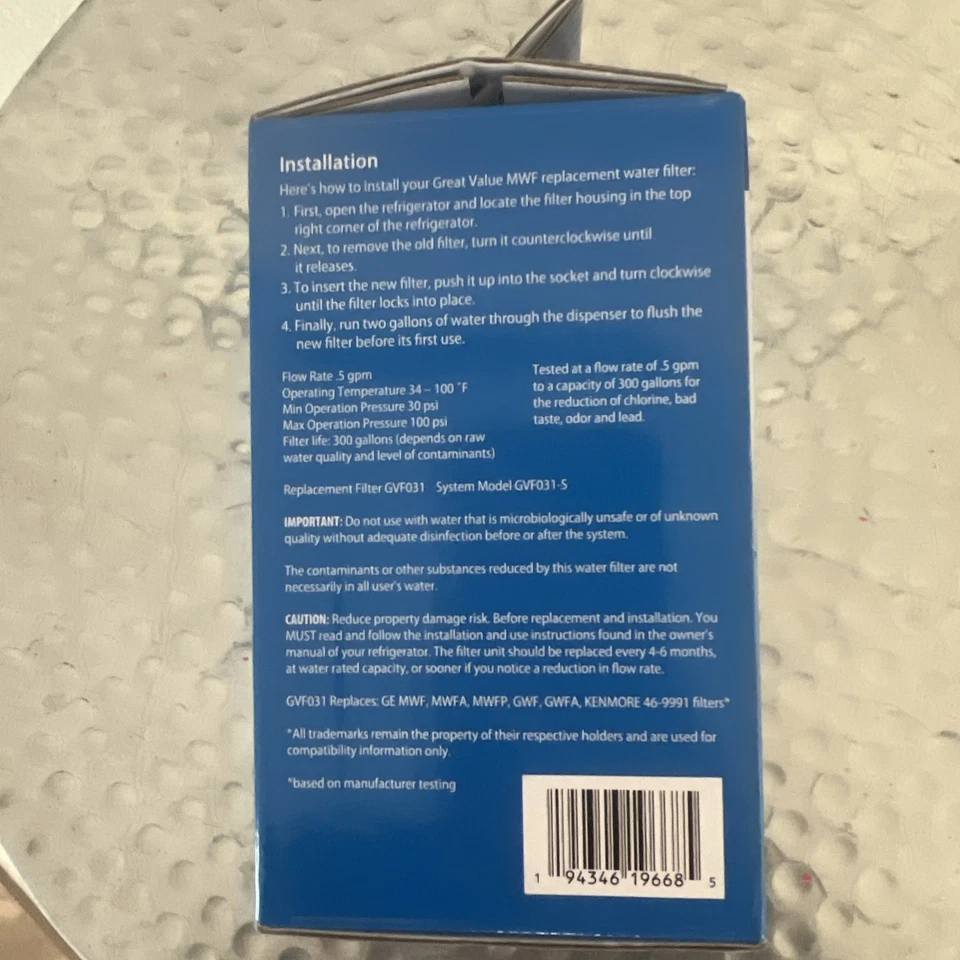 Installation
Here's how to install your Great Value MWF replacement water filter:
1. First, open the refrigerator and locate the filter housing in the top
right corner of the refrigerator.
2. Next, to remove the old filter, turn it counterclockwise until
it releases.
3. To insert the new filter, push it up into the socket and turn clockwise
until the filter locks into place.
4. Finally, run two gallons of water through the dispenser to flush the
new filter before its first use.
Flow Rate .5 gpm
Operating Temperature 34 – 100 °F
Min Operation Pressure 30 psi
Max Operation Pressure 100 psi
Filter life: 300 gallons (depends on raw
water quality and level of contaminants)
Tested at a flow rate of .5 gpm
to a capacity of 300 gallons for
the reduction of chlorine, bad
taste, odor and lead.
Replacement Filter GVF031 System Model GVF031-S
IMPORTANT: Do not use with water that is microbiologically unsafe or of unknown
quality without adequate disinfection before or after the system.
The contaminants or other substances reduced by this water filter are not
necessarily in all user's water.
CAUTION: Reduce property damage risk. Before replacement and installation. You
MUST read and follow the installation and use instructions found in the owner's
manual of your refrigerator. The filter unit should be replaced every 4-6 months,
at water rated capacity, or sooner if you notice a reduction in flow rate.
GVF031 Replaces: GE MWF, MWFA, MWFP, GWF, GWFA, KENMORE 46-9991 filters*
*All trademarks remain the property of their respective holders and are used for
compatibility information only.
*based on manufacturer testing
1 94346 19668 5